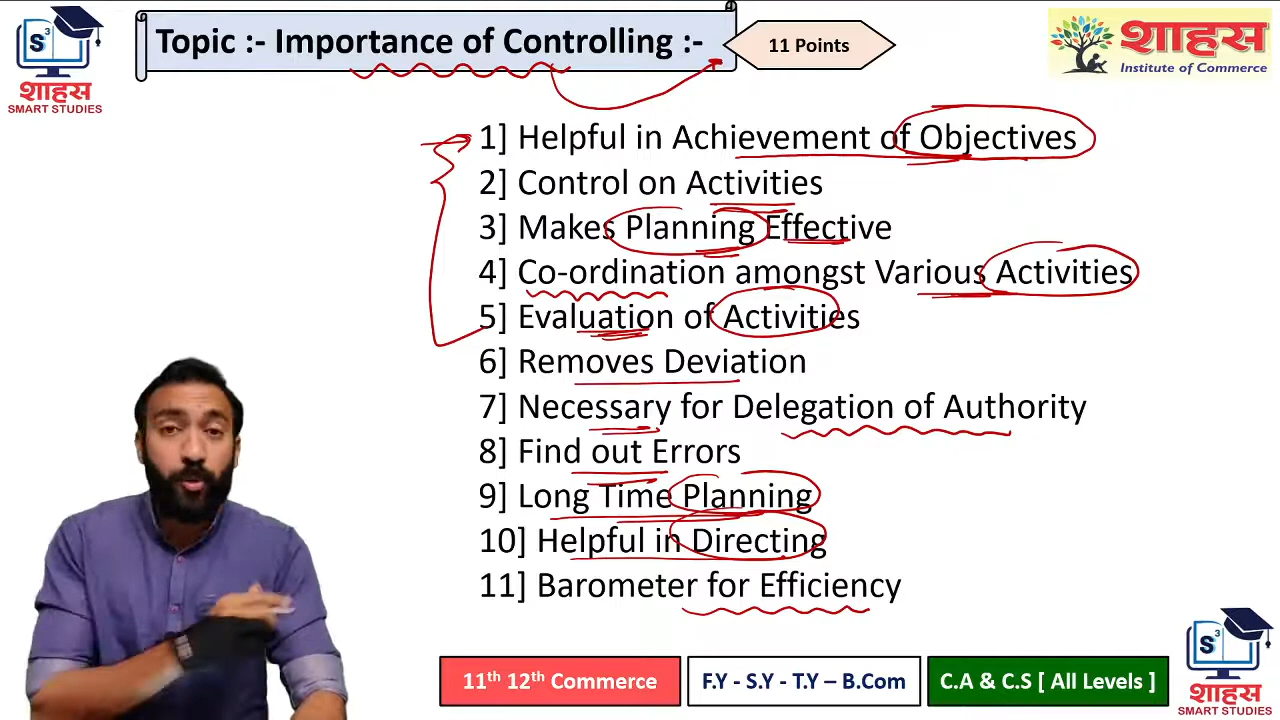 S³
शाहस
SMART STUDIES
Topic :- Importance of Controlling :-
11 Points
शाहस
Institute of Commerce
1] Helpful in Achievement of Objectives
2] Control on Activities
3] Makes Planning Effective
4] Co-ordination amongst Various Activities
5] Evaluation of Activities
6] Removes Deviation
7] Necessary for Delegation of Authority
8] Find out Errors
9] Long Time Planning
10] Helpful in Directing
11] Barometer for Efficiency
11th 12th Commerce
F.Y - S.Y - T.Y – B.Com
C.A & C.S [ All Levels ]
S³
शाहस
SMART STUDIES